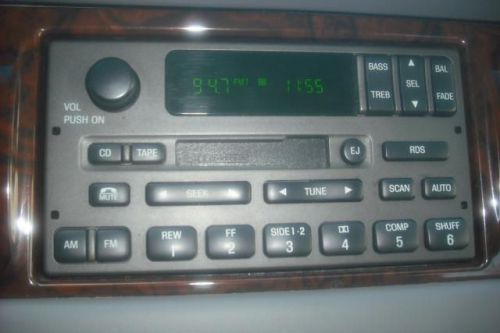 94.7 FM1 11:55
BASS ▲ BAL
SEL
TREB ▼ FADE
VOL
PUSH ON
CD TAPE EJ RDS
MUTE ◄ SEEK ► ◄ TUNE ► SCAN AUTO
AM FM
REW FF SIDE 1·2 COMP SHUFF
1 2 3 4 5 6